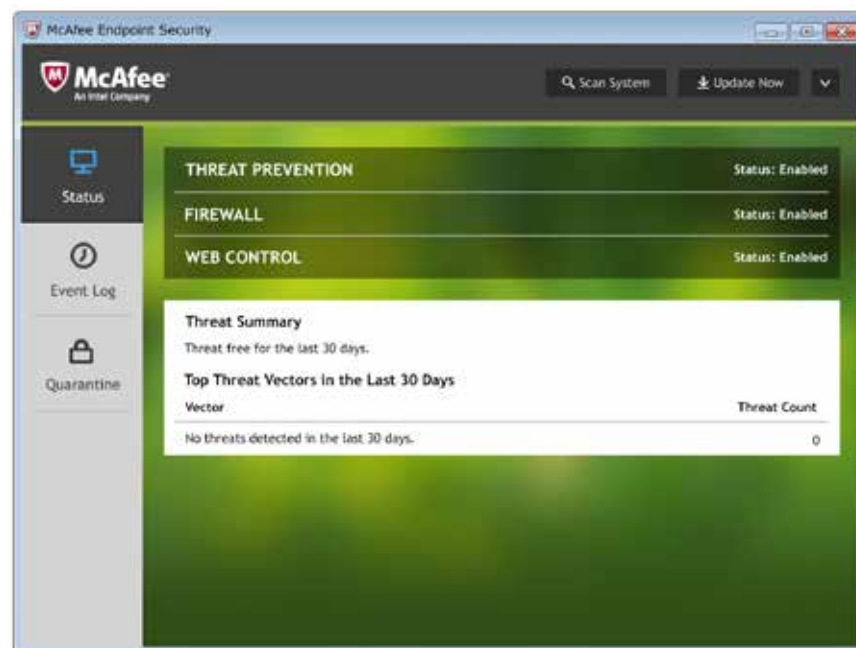 McAfee Endpoint Security
McAfee
An Intel Company
Scan System
Update Now
Status
Event Log
Quarantine
THREAT PREVENTION Status: Enabled
FIREWALL Status: Enabled
WEB CONTROL Status: Enabled
Threat Summary
Threat free for the last 30 days.
Top Threat Vectors in the Last 30 Days
Vector Threat Count
No threats detected in the last 30 days. 0